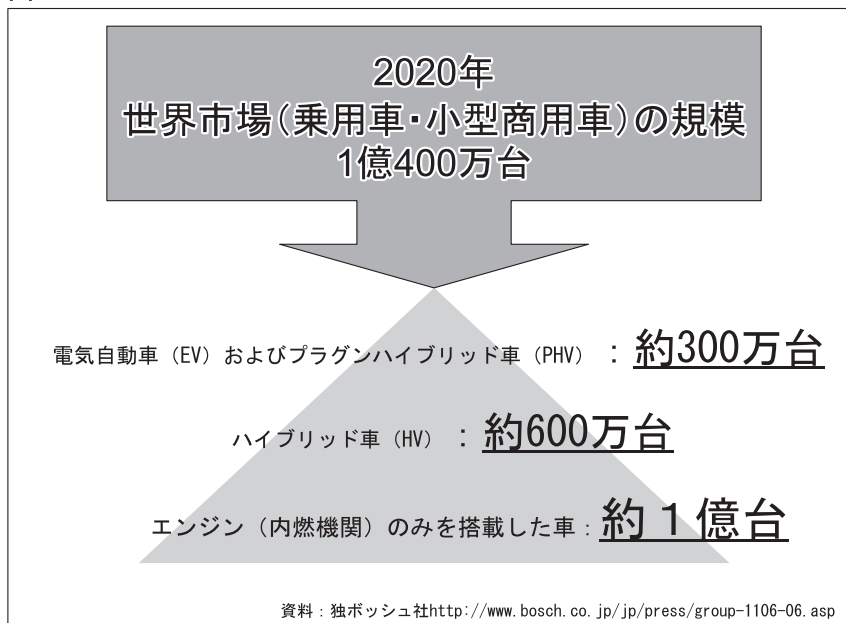 2020年
世界市場（乗用車・小型商用車）の規模
1億400万台
電気自動車（EV）およびプラグンハイブリッド車（PHV）：約300万台
ハイブリッド車（HV）：約600万台
エンジン（内燃機関）のみを搭載した車：約１億台
資料：独ボッシュ社http://www.bosch.co.jp/jp/press/group-1106-06.asp